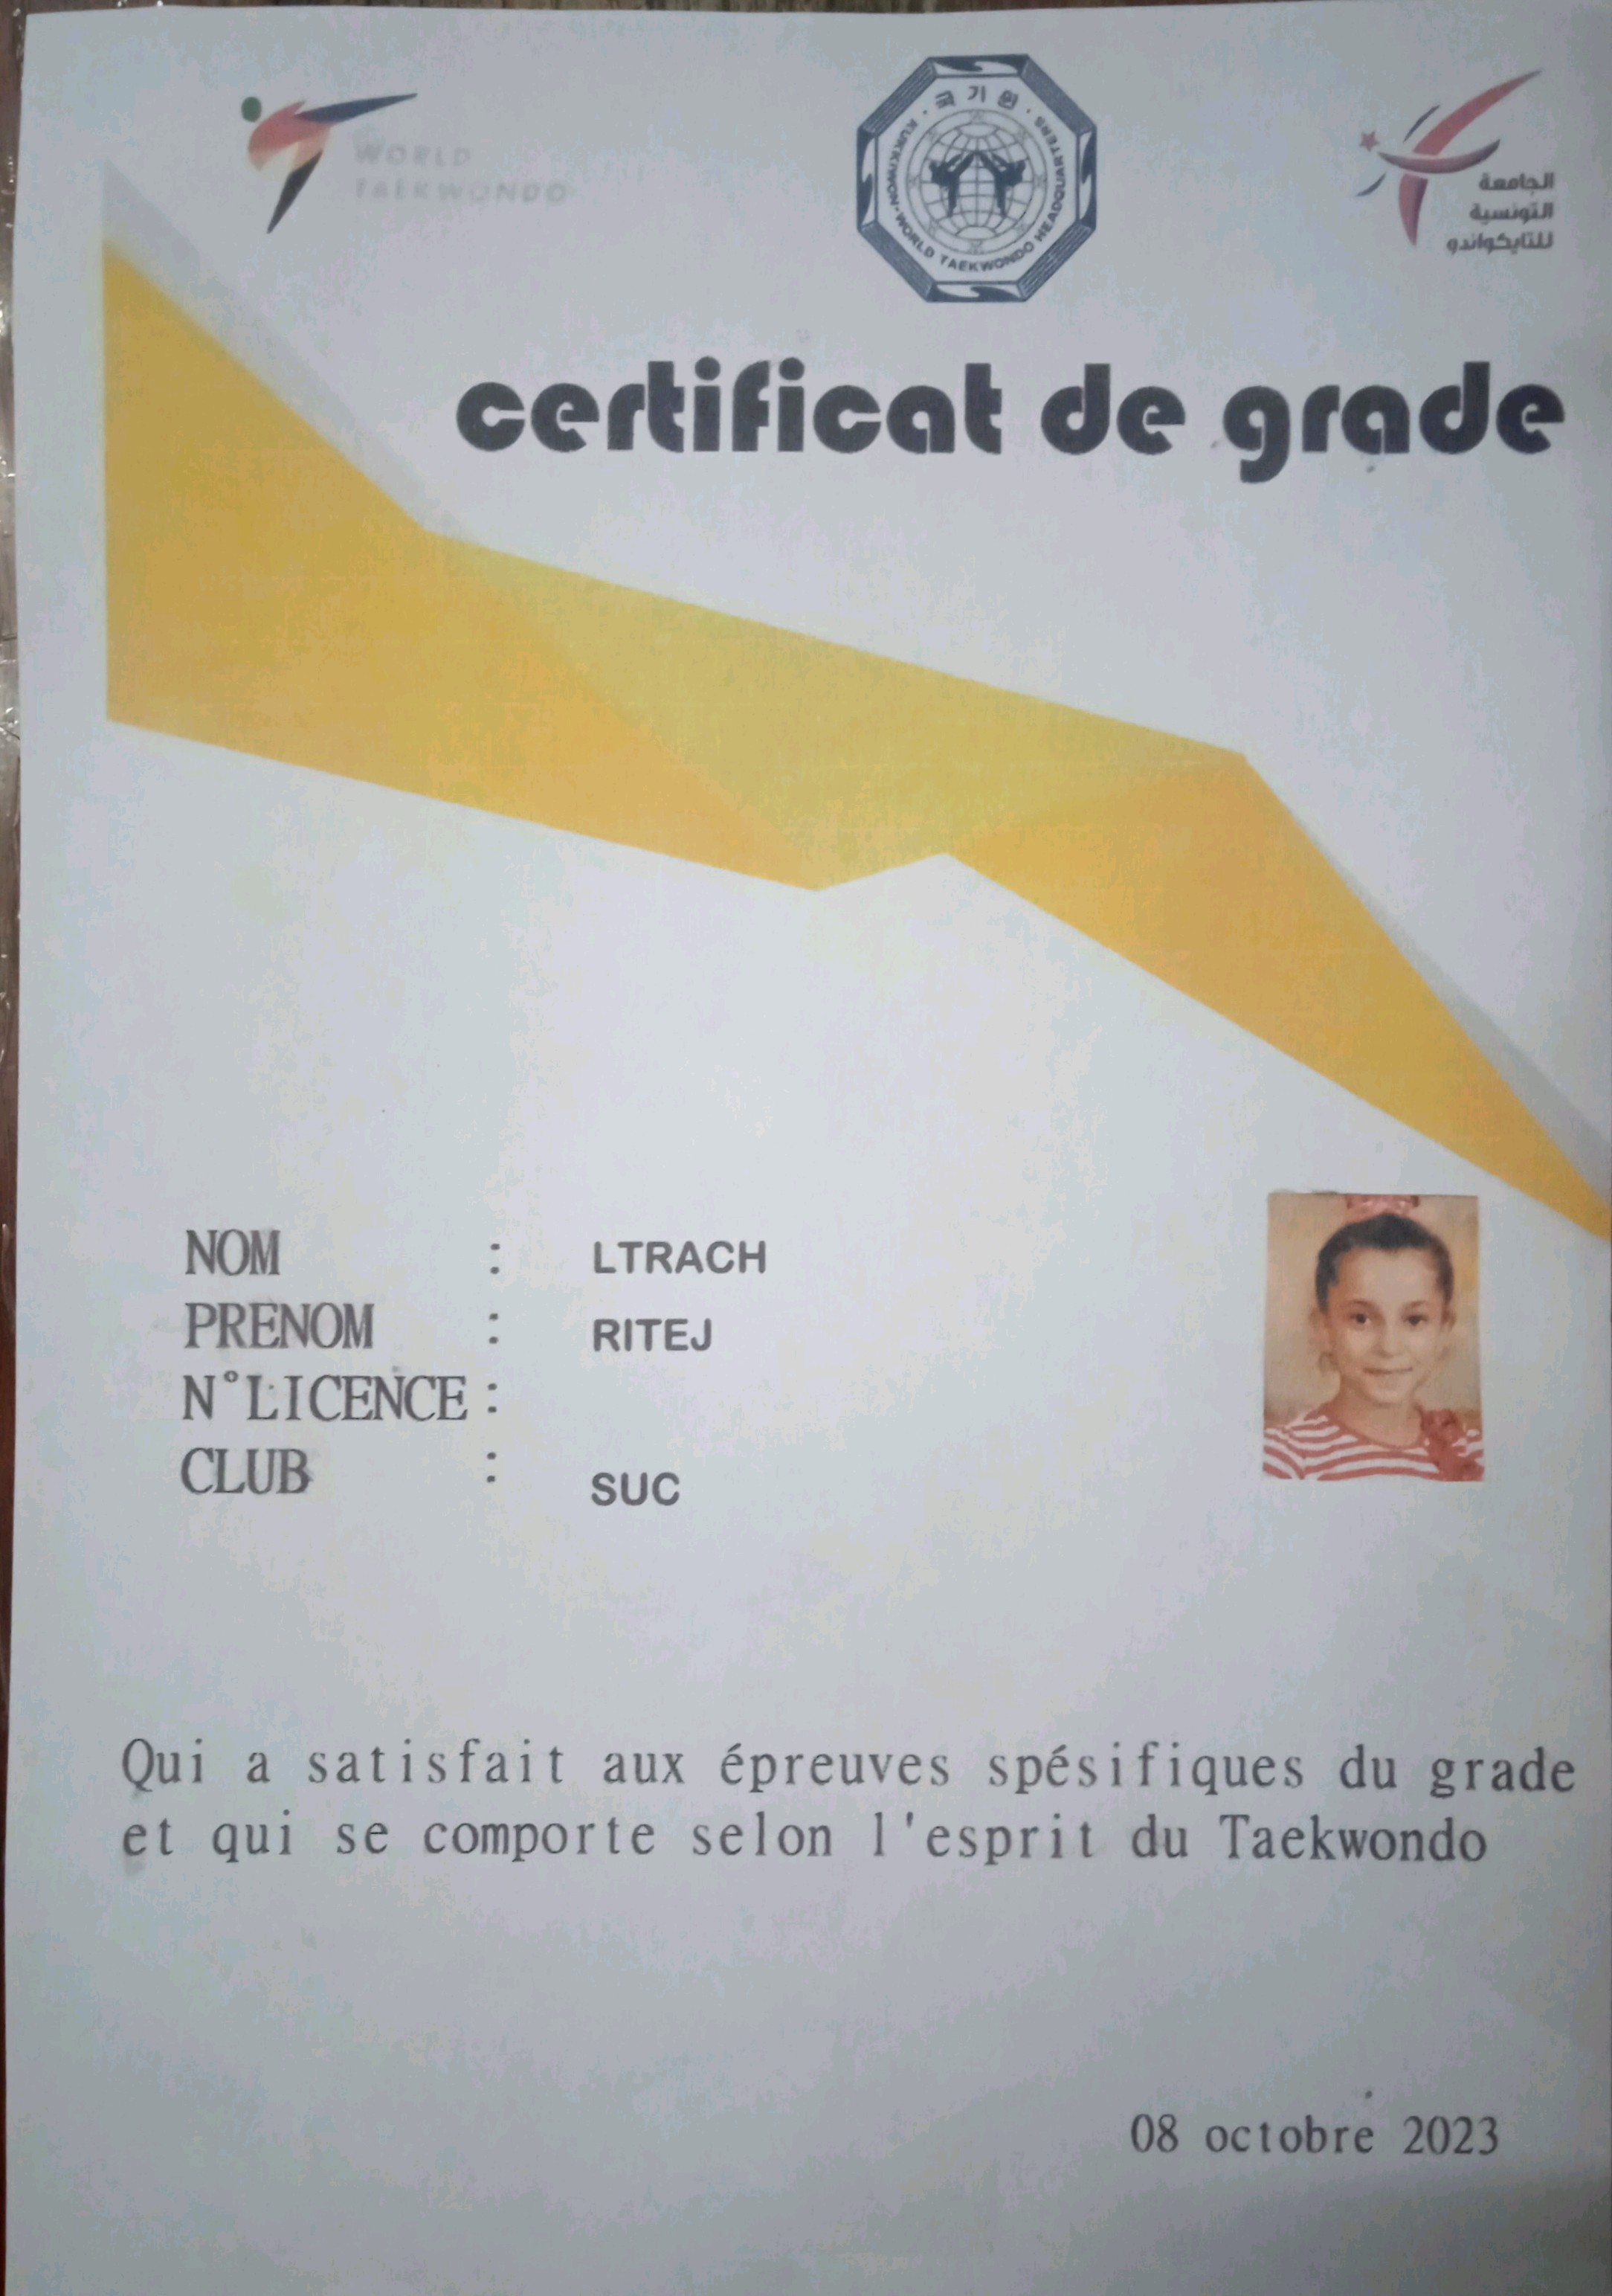 WORLD
TAEKWONDO
국기원
KUKKIWON · WORLD TAEKWONDO HEADQUARTERS
الجامعة
التونسية
للتايكواندو
certificat de grade
NOM : LTRACH
PRENOM : RITEJ
N°LICENCE :
CLUB : SUC
Qui a satisfait aux épreuves spésifiques du grade
et qui se comporte selon l'esprit du Taekwondo
08 octobre 2023